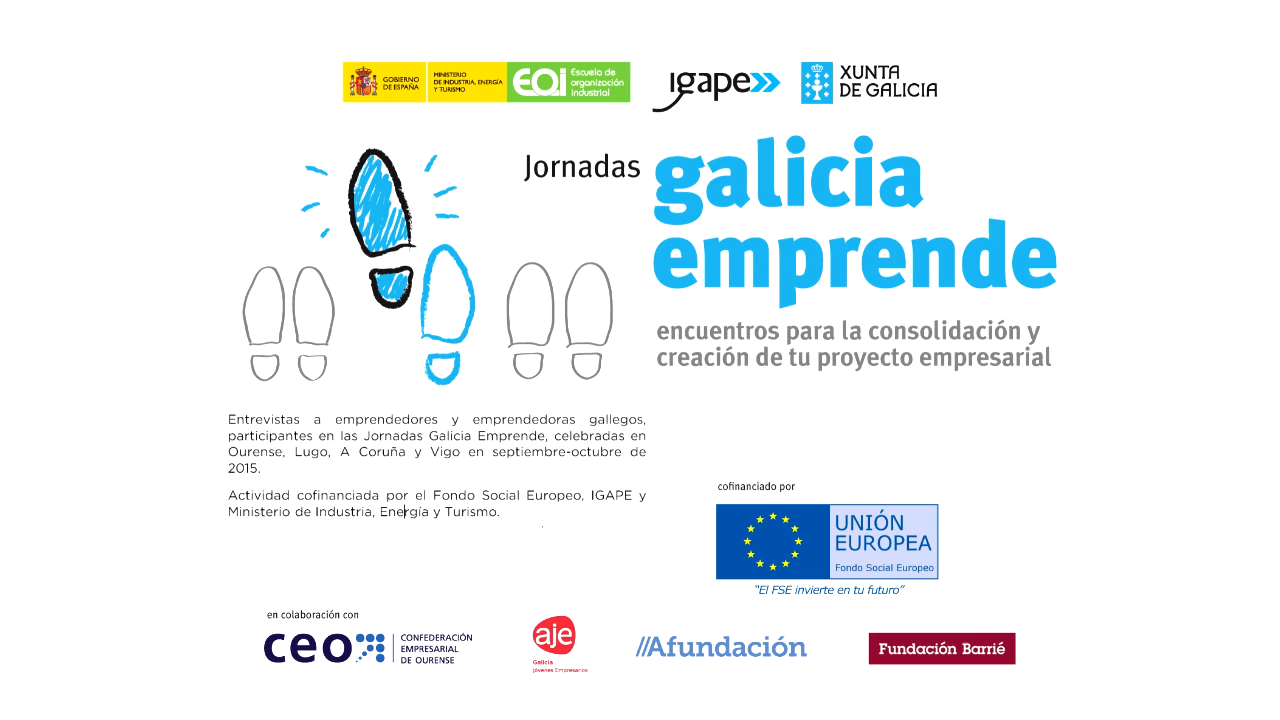 GOBIERNO
DE ESPAÑA
MINISTERIO
DE INDUSTRIA, ENERGÍA
Y TURISMO
EOI
Escuela de
organización
industrial
igape
XUNTA
DE GALICIA
Jornadas
galicia
emprende
encuentros para la consolidación y
creación de tu proyecto empresarial
Entrevistas a emprendedores y emprendedoras gallegos,
participantes en las Jornadas Galicia Emprende, celebradas en
Ourense, Lugo, A Coruña y Vigo en septiembre-octubre de
2015.
Actividad cofinanciada por el Fondo Social Europeo, IGAPE y
Ministerio de Industria, Energía y Turismo.
cofinanciado por
UNIÓN
EUROPEA
Fondo Social Europeo
"El FSE invierte en tu futuro"
en colaboración con
ceo
CONFEDERACIÓN
EMPRESARIAL
DE OURENSE
aje
Galicia
Jóvenes Empresarios
//Afundación
Fundación Barrié